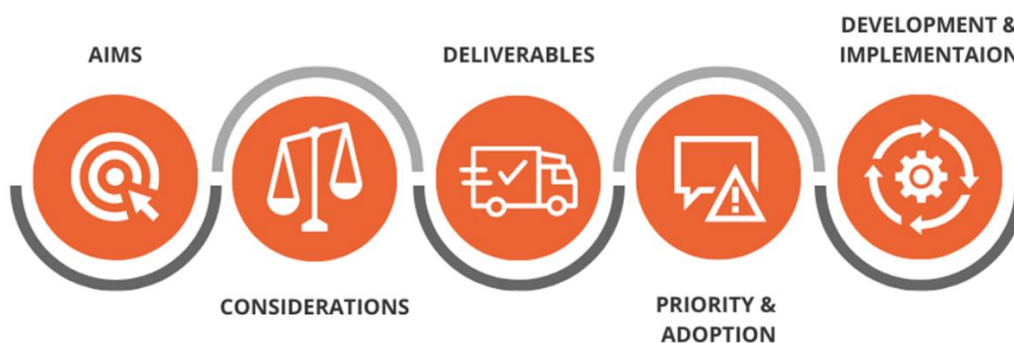 AIMS
CONSIDERATIONS
DELIVERABLES
PRIORITY &
ADOPTION
DEVELOPMENT &
IMPLEMENTAION